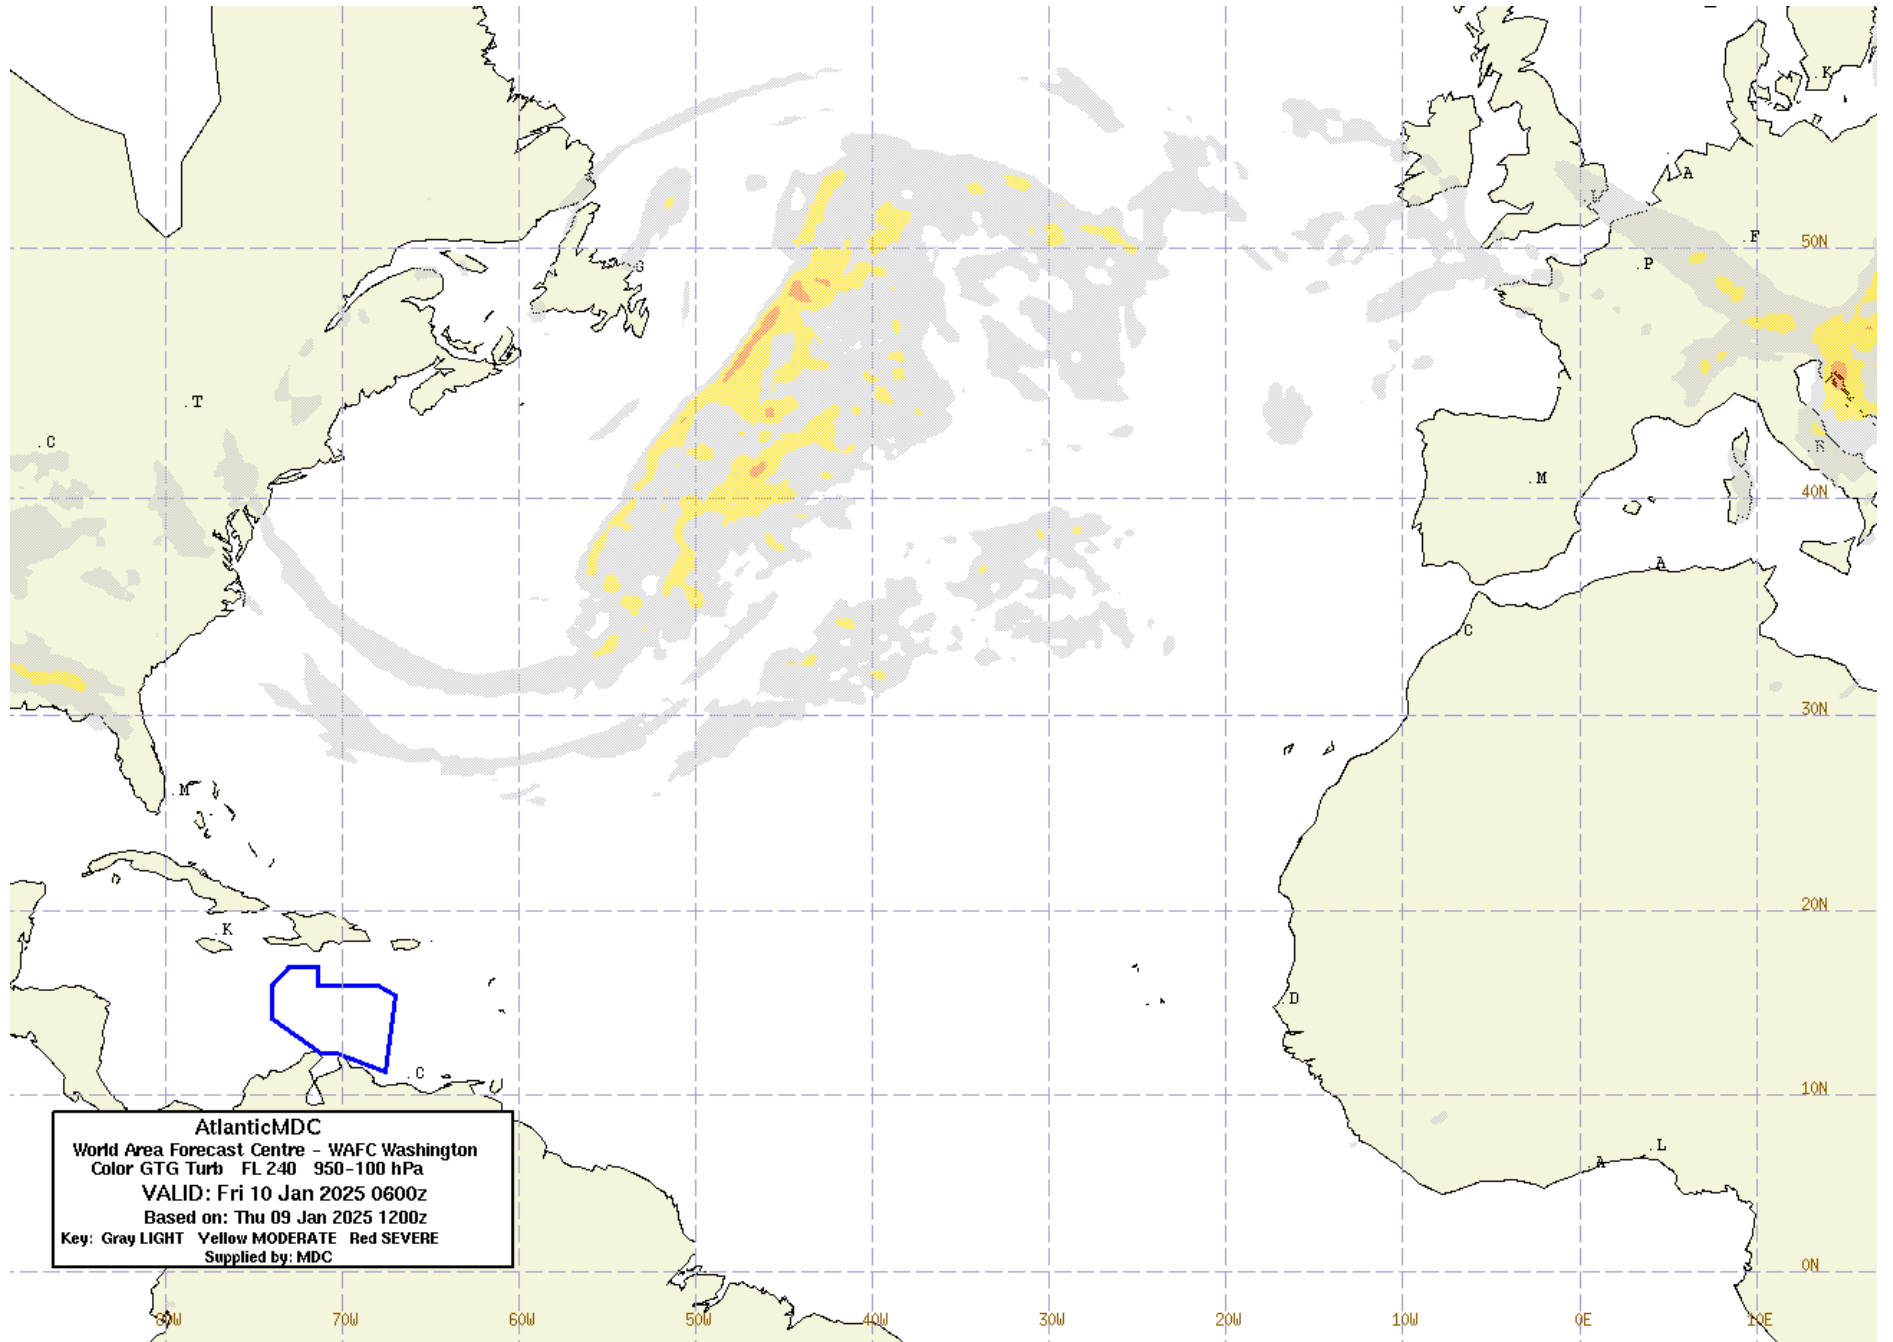 K
A
L
F
50N
S
P
T
C
R
M
40N
A
C
30N
M
20N
K
D
C
10N
L
A
AtlanticMDC
World Area Forecast Centre - WAFC Washington
Color GTG Turb FL 240 950-100 hPa
VALID: Fri 10 Jan 2025 0600z
Based on: Thu 09 Jan 2025 1200z
Key: Gray LIGHT Yellow MODERATE Red SEVERE
Supplied by: MDC
0N
80W 70W 60W 50W 40W 30W 20W 10W 0E 10E